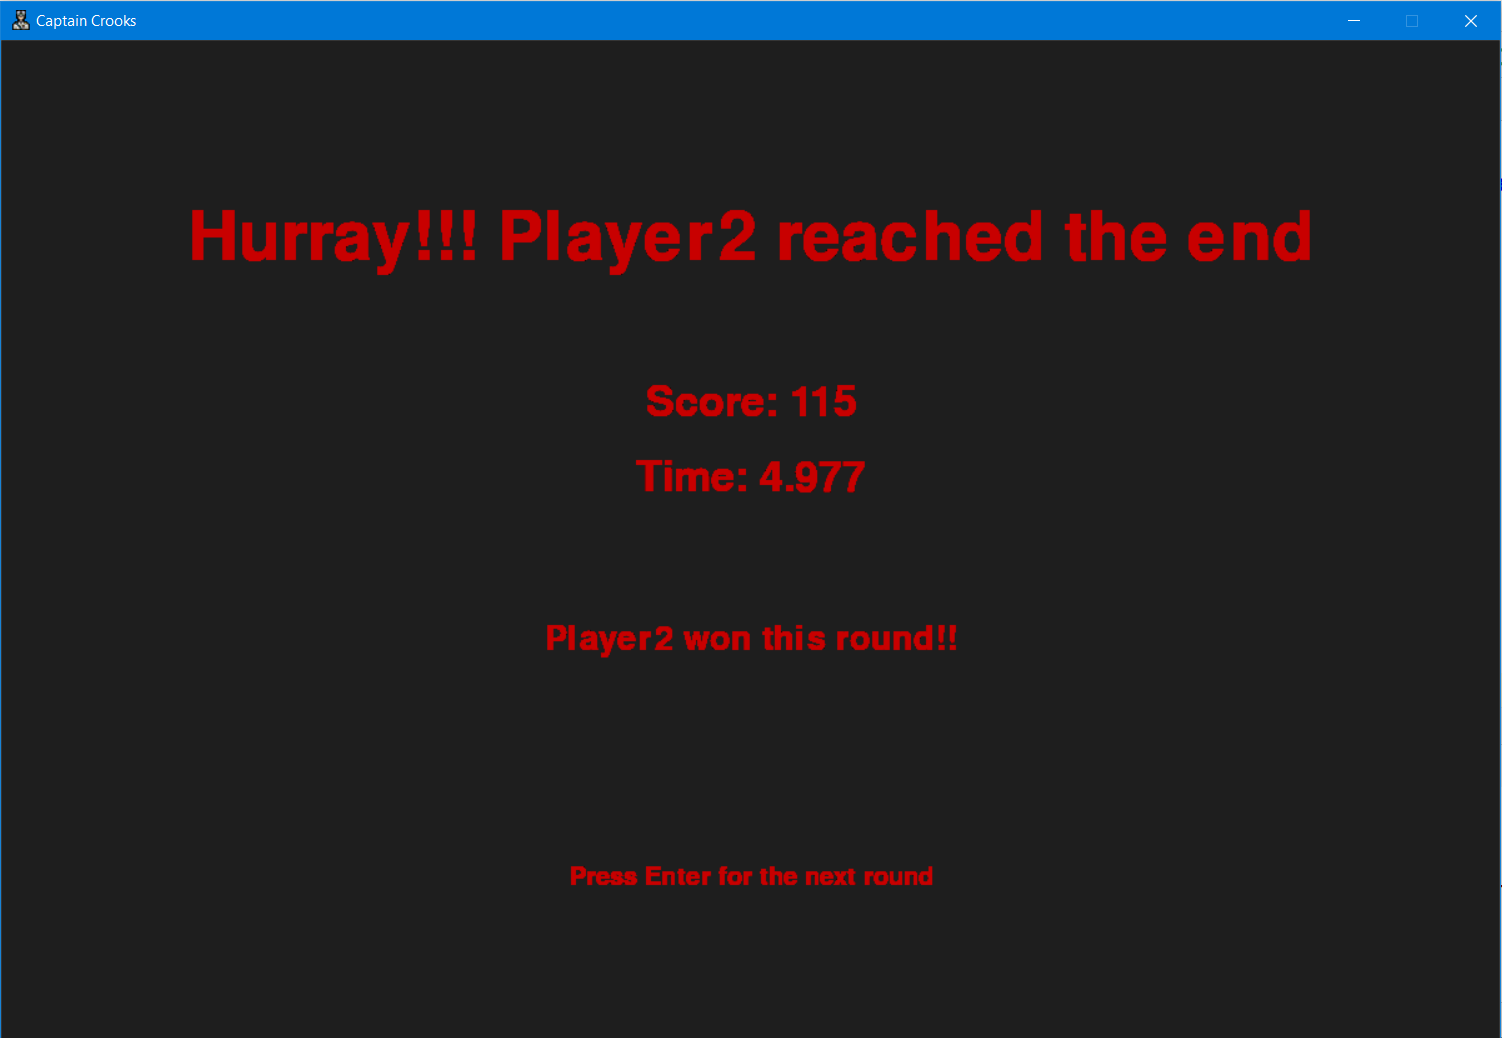 Captain Crooks
Hurray!!! Player2 reached the end
Score: 115
Time: 4.977
Player2 won this round!!
Press Enter for the next round